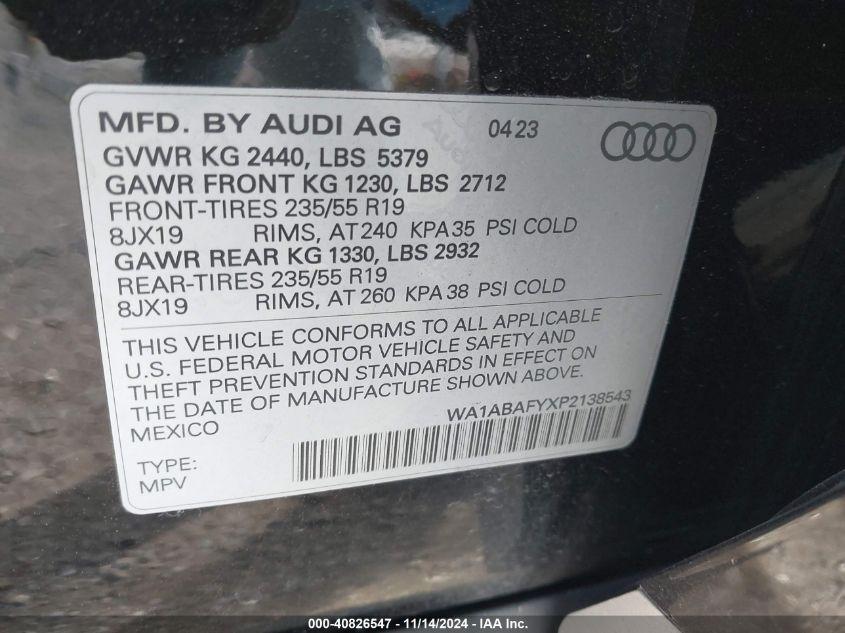 MFD. BY AUDI AG 0423
GVWR KG 2440, LBS 5379
GAWR FRONT KG 1230, LBS 2712
FRONT-TIRES 235/55 R19
8JX19 RIMS, AT 240 KPA 35 PSI COLD
GAWR REAR KG 1330, LBS 2932
REAR-TIRES 235/55 R19
8JX19 RIMS, AT 260 KPA 38 PSI COLD
THIS VEHICLE CONFORMS TO ALL APPLICABLE
U.S. FEDERAL MOTOR VEHICLE SAFETY AND
THEFT PREVENTION STANDARDS IN EFFECT ON
THE DATE OF MANUFACTURE SHOWN ABOVE.
MEXICO
WA1ABAFYXP2138543
TYPE:
MPV
000-40826547 - 11/14/2024 - IAA Inc.